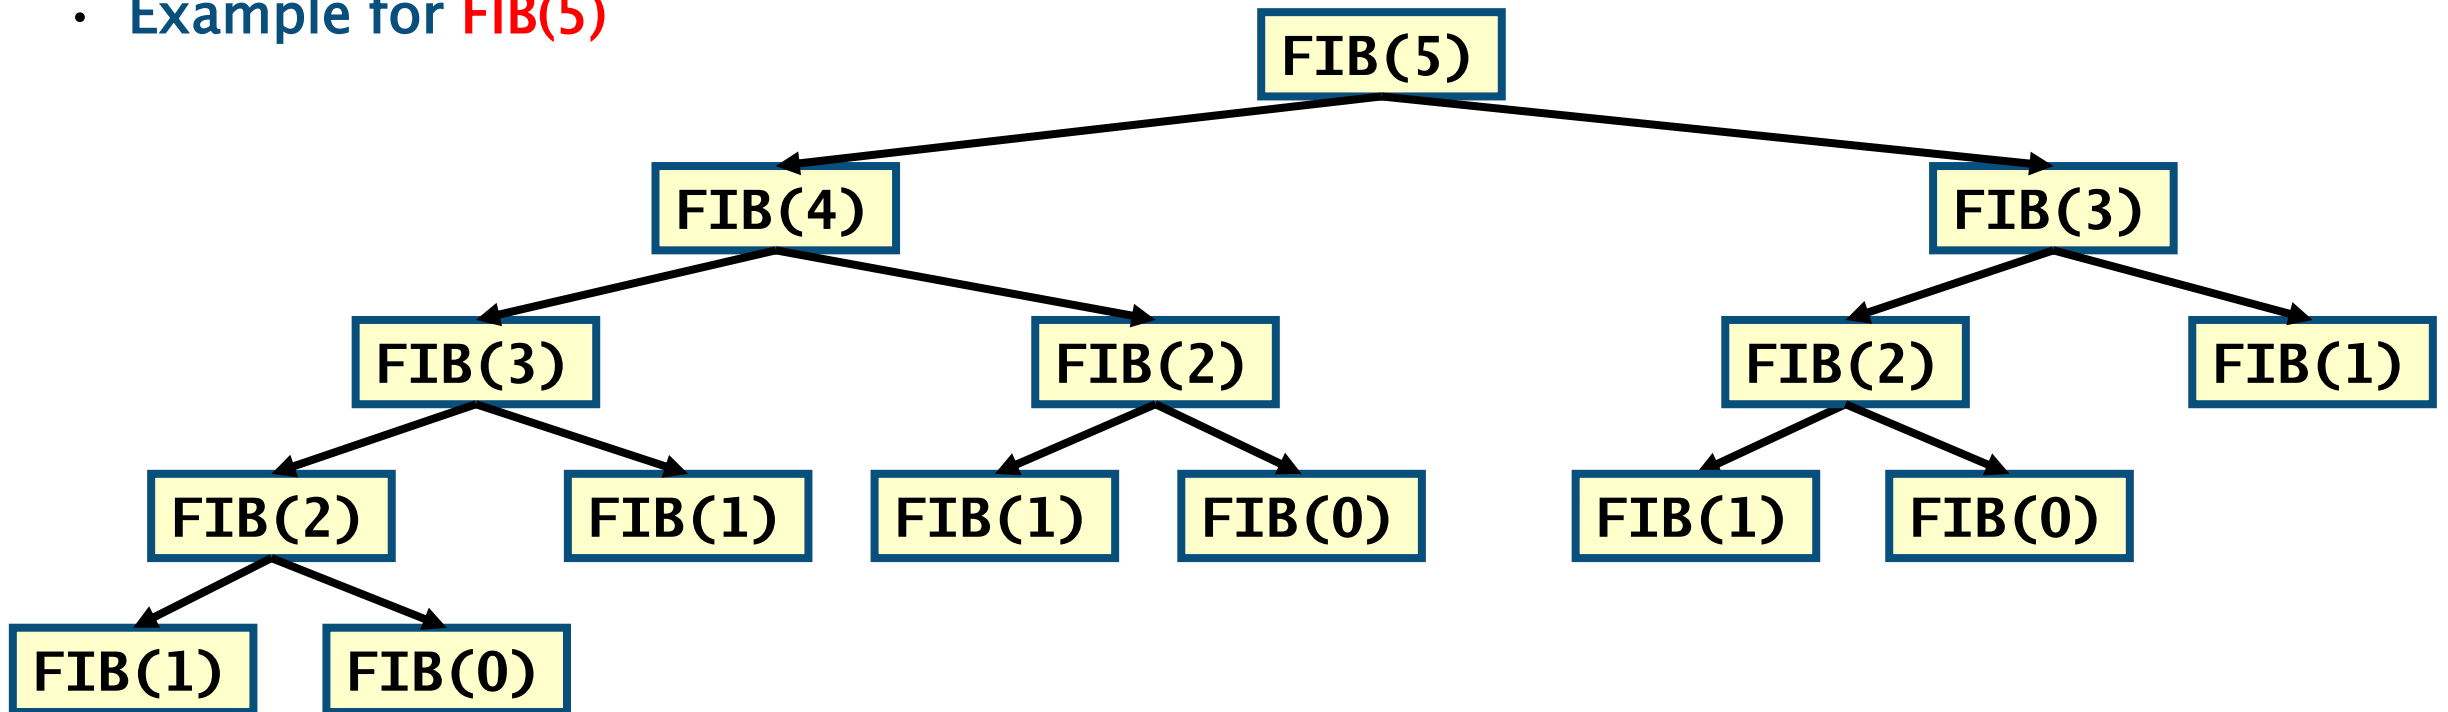 • Example for FIB(5)
FIB(5)
FIB(4)
FIB(3)
FIB(3)
FIB(2)
FIB(2)
FIB(1)
FIB(2)
FIB(1)
FIB(1)
FIB(0)
FIB(1)
FIB(0)
FIB(1)
FIB(0)